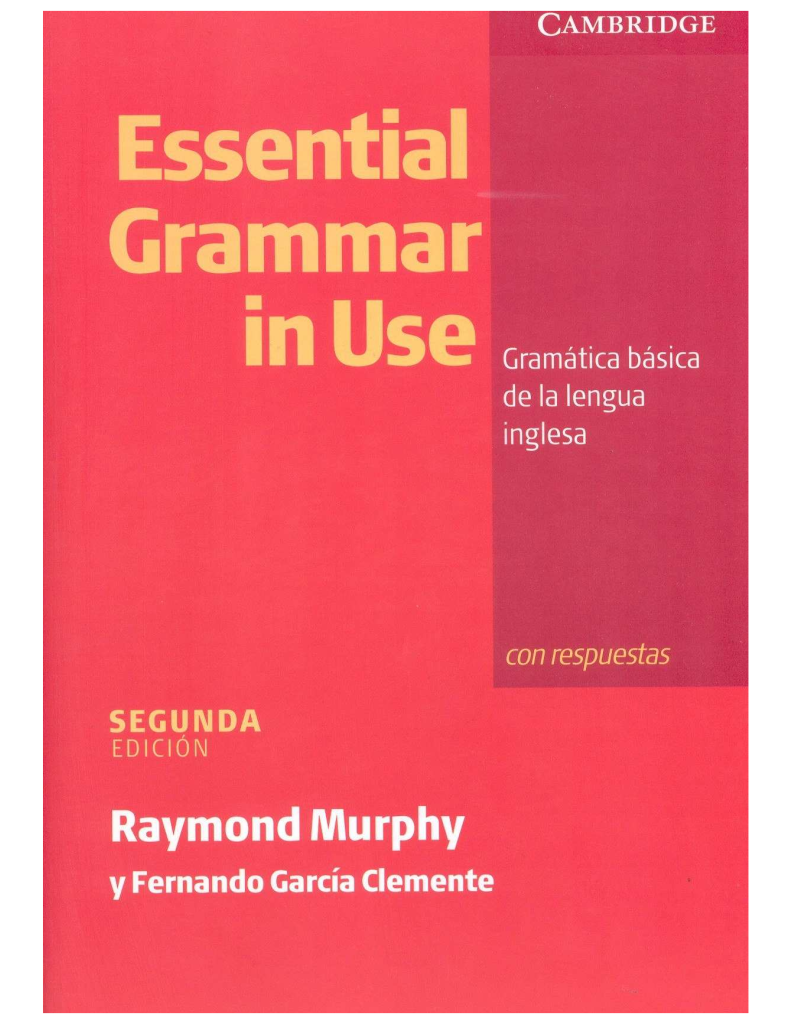 CAMBRIDGE
Essential
Grammar
in Use
Gramática básica
de la lengua
inglesa
con respuestas
SEGUNDA
EDICIÓN
Raymond Murphy
y Fernando García Clemente